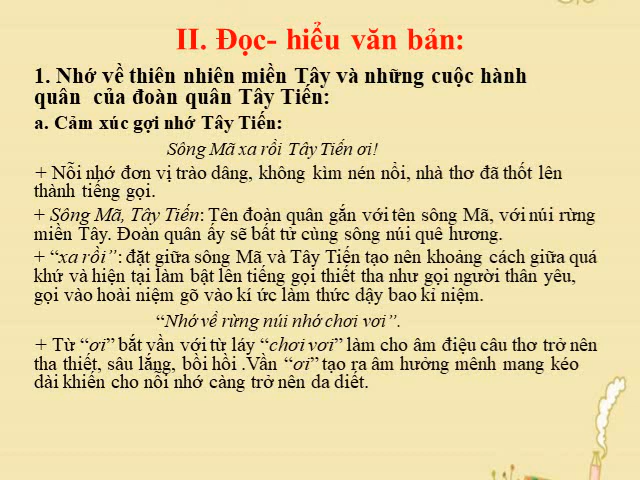 II. Đọc- hiểu văn bản:
1. Nhớ về thiên nhiên miền Tây và những cuộc hành
quân của đoàn quân Tây Tiến:
a. Cảm xúc gợi nhớ Tây Tiến:
Sông Mã xa rồi Tây Tiến ơi!
+ Nỗi nhớ đơn vị trào dâng, không kìm nén nổi, nhà thơ đã thốt lên
thành tiếng gọi.
+ Sông Mã, Tây Tiến: Tên đoàn quân gắn với tên sông Mã, với núi rừng
miền Tây. Đoàn quân ấy sẽ bất tử cùng sông núi quê hương.
+ “xa rồi”: đặt giữa sông Mã và Tây Tiến tạo nên khoảng cách giữa quá
khứ và hiện tại làm bật lên tiếng gọi thiết tha như gọi người thân yêu,
gọi vào hoài niệm gõ vào kí ức làm thức dậy bao kỉ niệm.
“Nhớ về rừng núi nhớ chơi vơi”.
+ Từ “ơi” bắt vần với từ láy “chơi vơi” làm cho âm điệu câu thơ trở nên
tha thiết, sâu lắng, bồi hồi .Vần “ơi” tạo ra âm hưởng mênh mang kéo
dài khiến cho nỗi nhớ càng trở nên da diết.